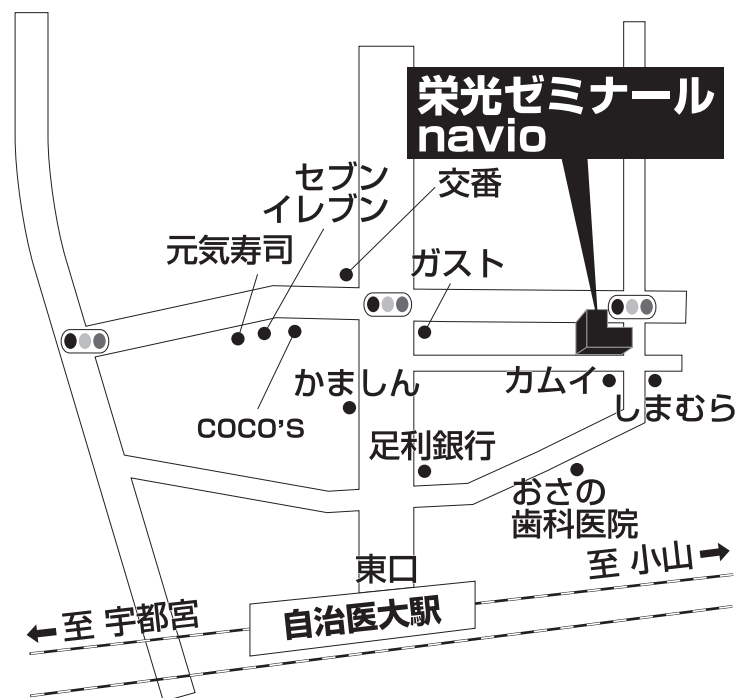 栄光ゼミナール
navio
セブン
イレブン
交番
元気寿司
ガスト
かましん
カムイ
しまむら
COCO'S
足利銀行
おさの
歯科医院
東口
至 小山
至 宇都宮
自治医大駅